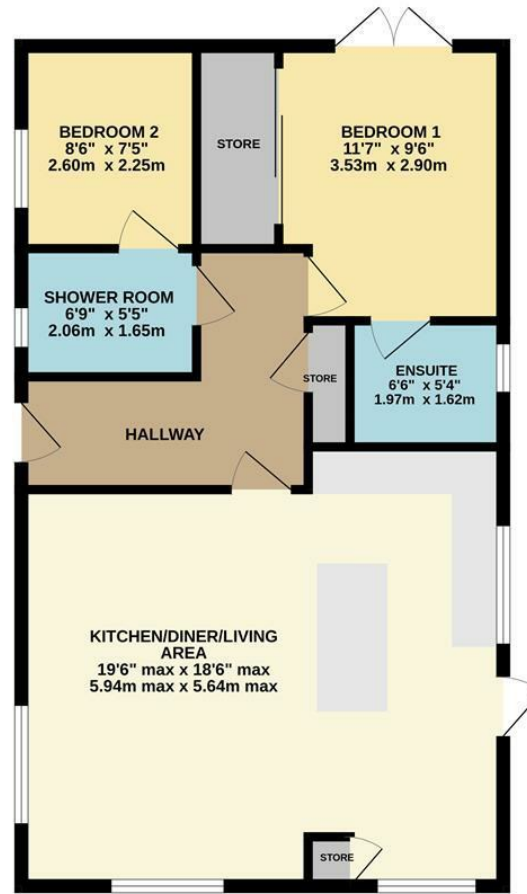 BEDROOM 2
8'6" x 7'5"
2.60m x 2.25m
STORE
BEDROOM 1
11'7" x 9'6"
3.53m x 2.90m
SHOWER ROOM
6'9" x 5'5"
2.06m x 1.65m
STORE
ENSUITE
6'6" x 5'4"
1.97m x 1.62m
HALLWAY
KITCHEN/DINER/LIVING
AREA
19'6" max x 18'6" max
5.94m max x 5.64m max
STORE